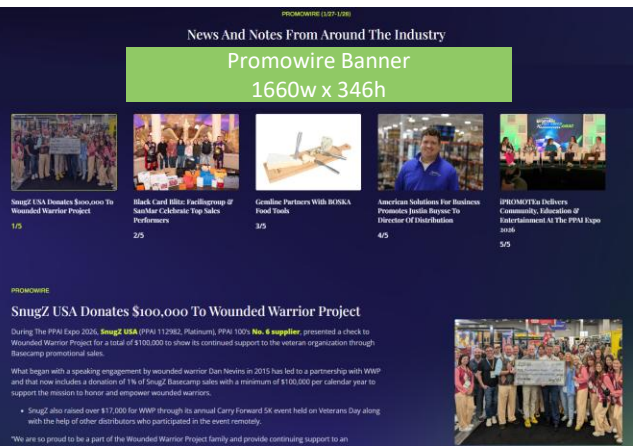 PROMOWIRE (1/27-1/28)
News And Notes From Around The Industry
Promowire Banner
1660w x 346h
SnugZ USA Donates $100,000 To
Wounded Warrior Project
1/5
Black Card Blitz: Facilisgroup &
SanMar Celebrate Top Sales
Performers
2/5
Gemline Partners With BOSKA
Food Tools
3/5
American Solutions For Business
Promotes Justin Buysse To
Director Of Distribution
4/5
iPROMOTEu Delivers
Community, Education &
Entertainment At The PPAI Expo
2026
5/5
PROMOWIRE
SnugZ USA Donates $100,000 To Wounded Warrior Project
During The PPAI Expo 2026, SnugZ USA (PPAI 112982, Platinum), PPAI 100's No. 6 supplier, presented a check to
Wounded Warrior Project for a total of $100,000 to show its continued support to the veteran organization through
Basecamp promotional sales.
What began with a speaking engagement by wounded warrior Dan Nevins in 2015 has led to a partnership with WWP
and that now includes a donation of 1% of SnugZ Basecamp sales with a minimum of $100,000 per calendar year to
support the mission to honor and empower wounded warriors.
• SnugZ also raised over $17,000 for WWP through its annual Carry Forward 5K event held on Veterans Day along
with the help of other distributors who participated in the event remotely.
"We are so proud to be a part of the Wounded Warrior Project family and provide continuing support to an